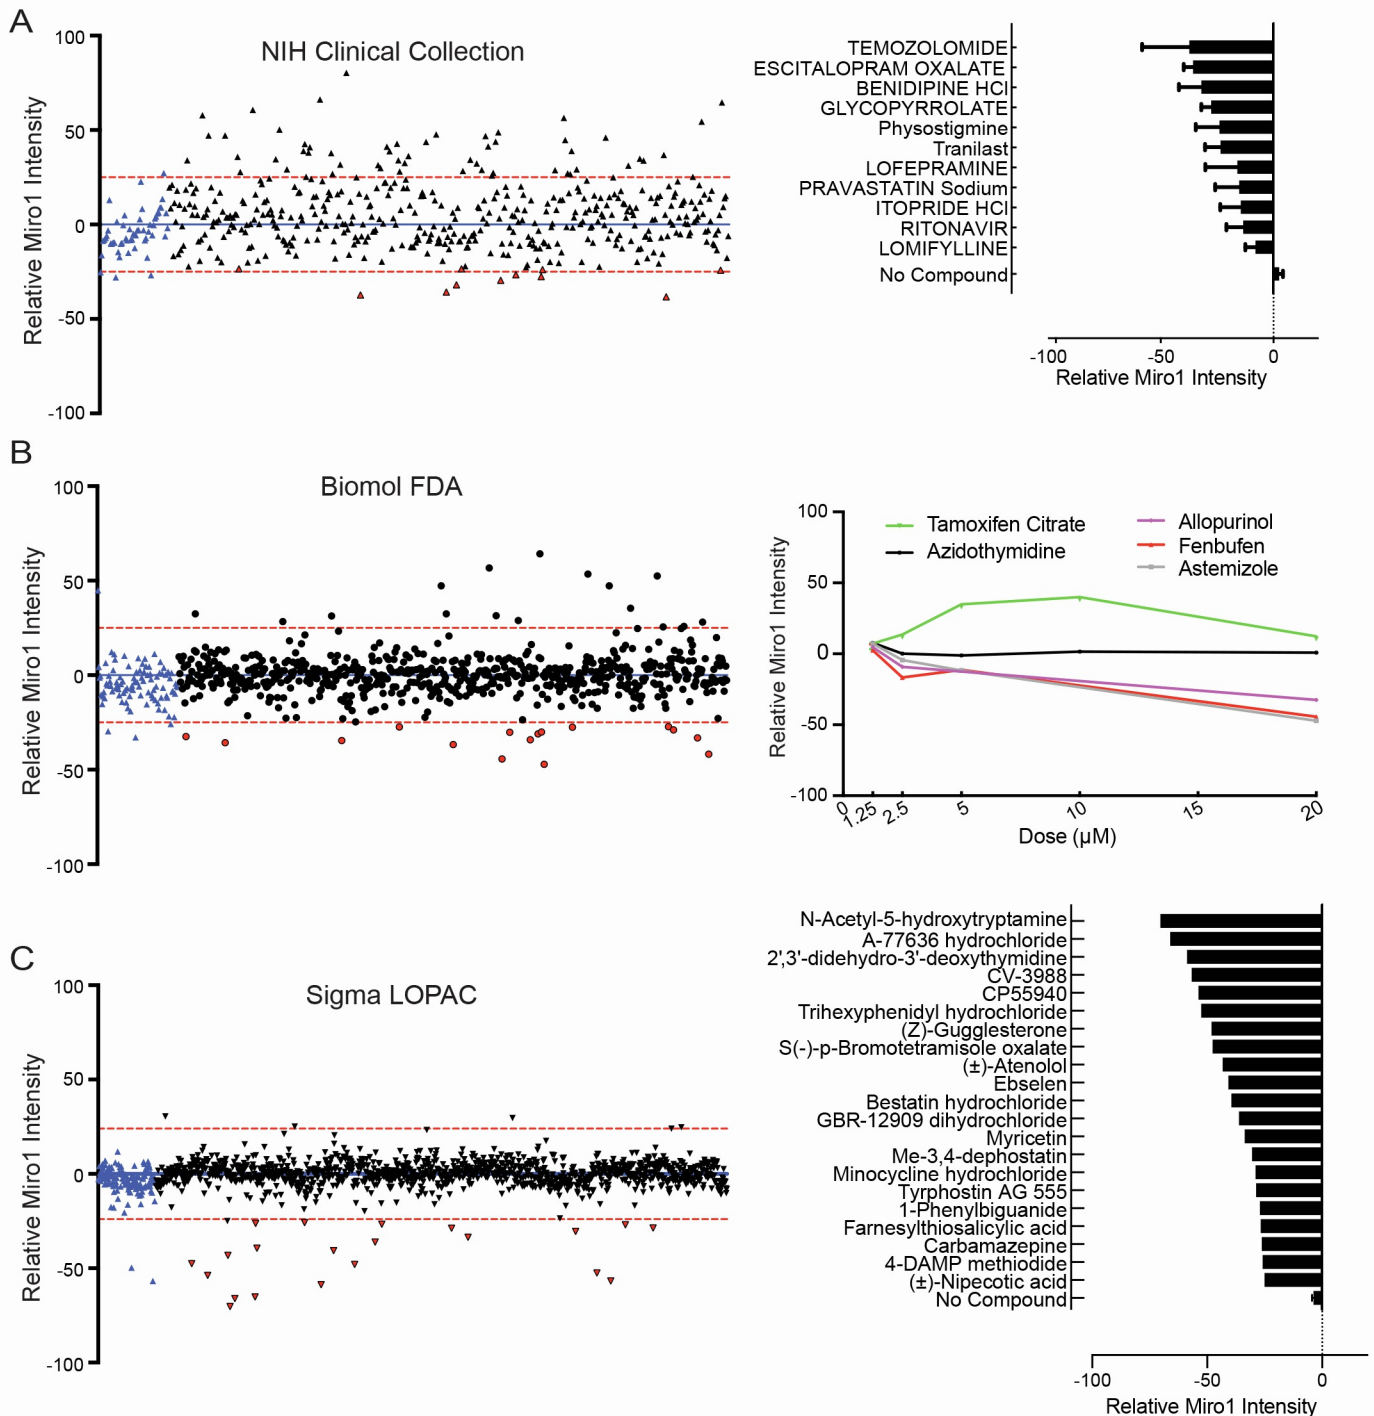 A
NIH Clinical Collection
100
50
0
-50
-100
Relative Miro1 Intensity
TEMOZOLOMIDE
ESCITALOPRAM OXALATE
BENIDIPINE HCl
GLYCOPYRROLATE
Physostigmine
Tranilast
LOFEPRAMINE
PRAVASTATIN Sodium
ITOPRIDE HCl
RITONAVIR
LOMIFYLLINE
No Compound
-100 -50 0
Relative Miro1 Intensity
B
Biomol FDA
100
50
0
-50
-100
Relative Miro1 Intensity
100
50
0
-50
-100
Relative Miro1 Intensity
Tamoxifen Citrate
Azidothymidine
Allopurinol
Fenbufen
Astemizole
0 1.25 2.5 5 10 15 20
Dose (µM)
C
Sigma LOPAC
100
50
0
-50
-100
Relative Miro1 Intensity
N-Acetyl-5-hydroxytryptamine
A-77636 hydrochloride
2',3'-didehydro-3'-deoxythymidine
CV-3988
CP55940
Trihexyphenidyl hydrochloride
(Z)-Gugglesterone
S(-)-p-Bromotetramisole oxalate
(±)-Atenolol
Ebselen
Bestatin hydrochloride
GBR-12909 dihydrochloride
Myricetin
Me-3,4-dephostatin
Minocycline hydrochloride
Tyrphostin AG 555
1-Phenylbiguanide
Farnesylthiosalicylic acid
Carbamazepine
4-DAMP methiodide
(±)-Nipecotic acid
No Compound
-100 -50 0
Relative Miro1 Intensity